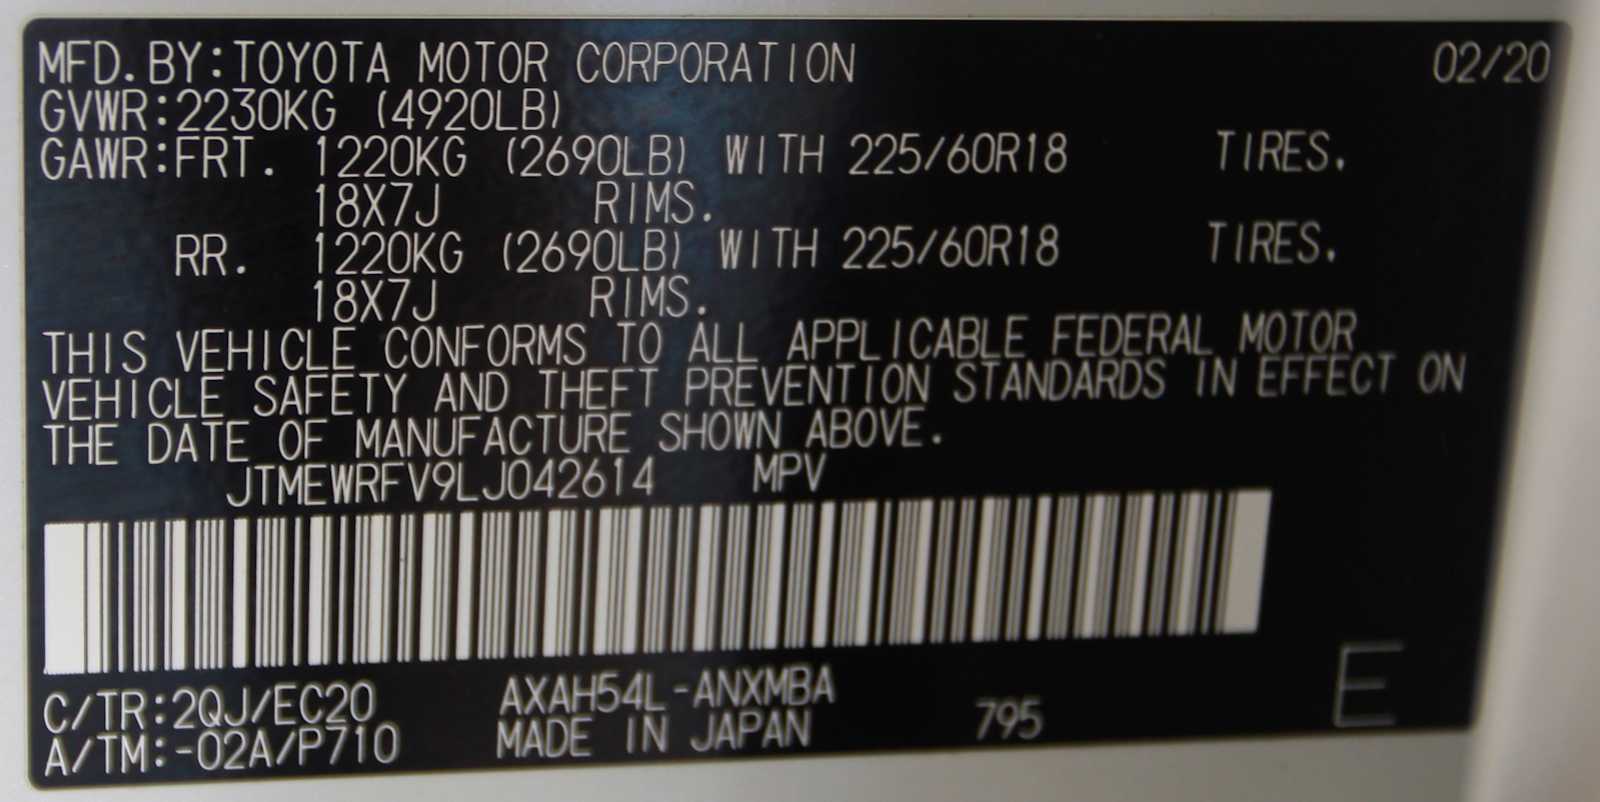 MFD.BY:TOYOTA MOTOR CORPORATION 02/20
GVWR:2230KG (4920LB)
GAWR:FRT. 1220KG (2690LB) WITH 225/60R18 TIRES.
18X7J RIMS.
RR. 1220KG (2690LB) WITH 225/60R18 TIRES.
18X7J RIMS.
THIS VEHICLE CONFORMS TO ALL APPLICABLE FEDERAL MOTOR
VEHICLE SAFETY AND THEFT PREVENTION STANDARDS IN EFFECT ON
THE DATE OF MANUFACTURE SHOWN ABOVE.
JTMEWRFV9LJ042614 MPV
C/TR:2QJ/EC20 AXAH54L-ANXMBA
A/TM:-02A/P710 MADE IN JAPAN 795 E